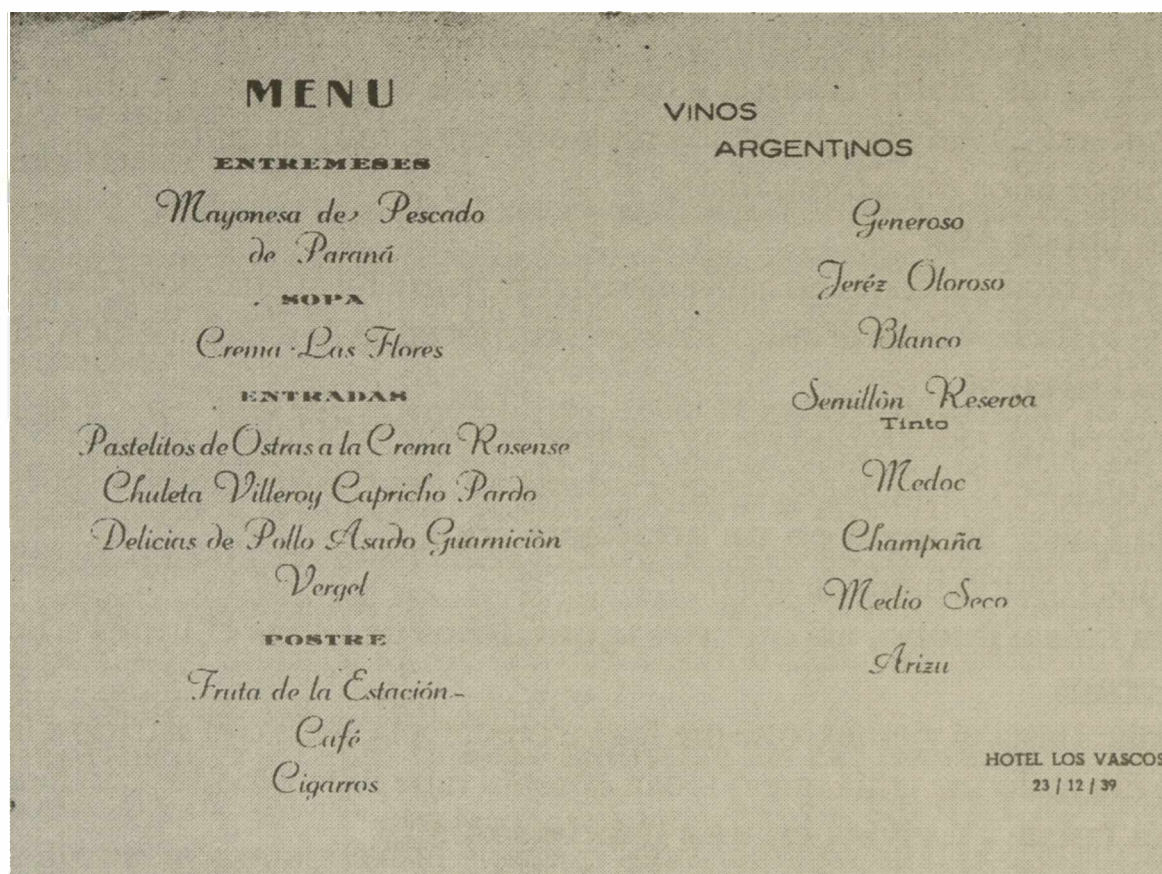 MENU
ENTREMESES
Mayonesa de Pescado
de Paraná
SOPA
Crema Las Flores
ENTRADAS
Pastelitos de Ostras a la Crema Rosense
Chuleta Villeroy Capricho Pardo
Delicias de Pollo Asado Guarniciòn
Vergel
POSTRE
Fruta de la Estación-
Café
Cigarros
VINOS
ARGENTINOS
Generoso
Jeréz Oloroso
Blanco
Semillòn Reserva
Tinto
Medoc
Champaña
Medio Seco
Arizu
HOTEL LOS VASCOS
23 / 12 / 39